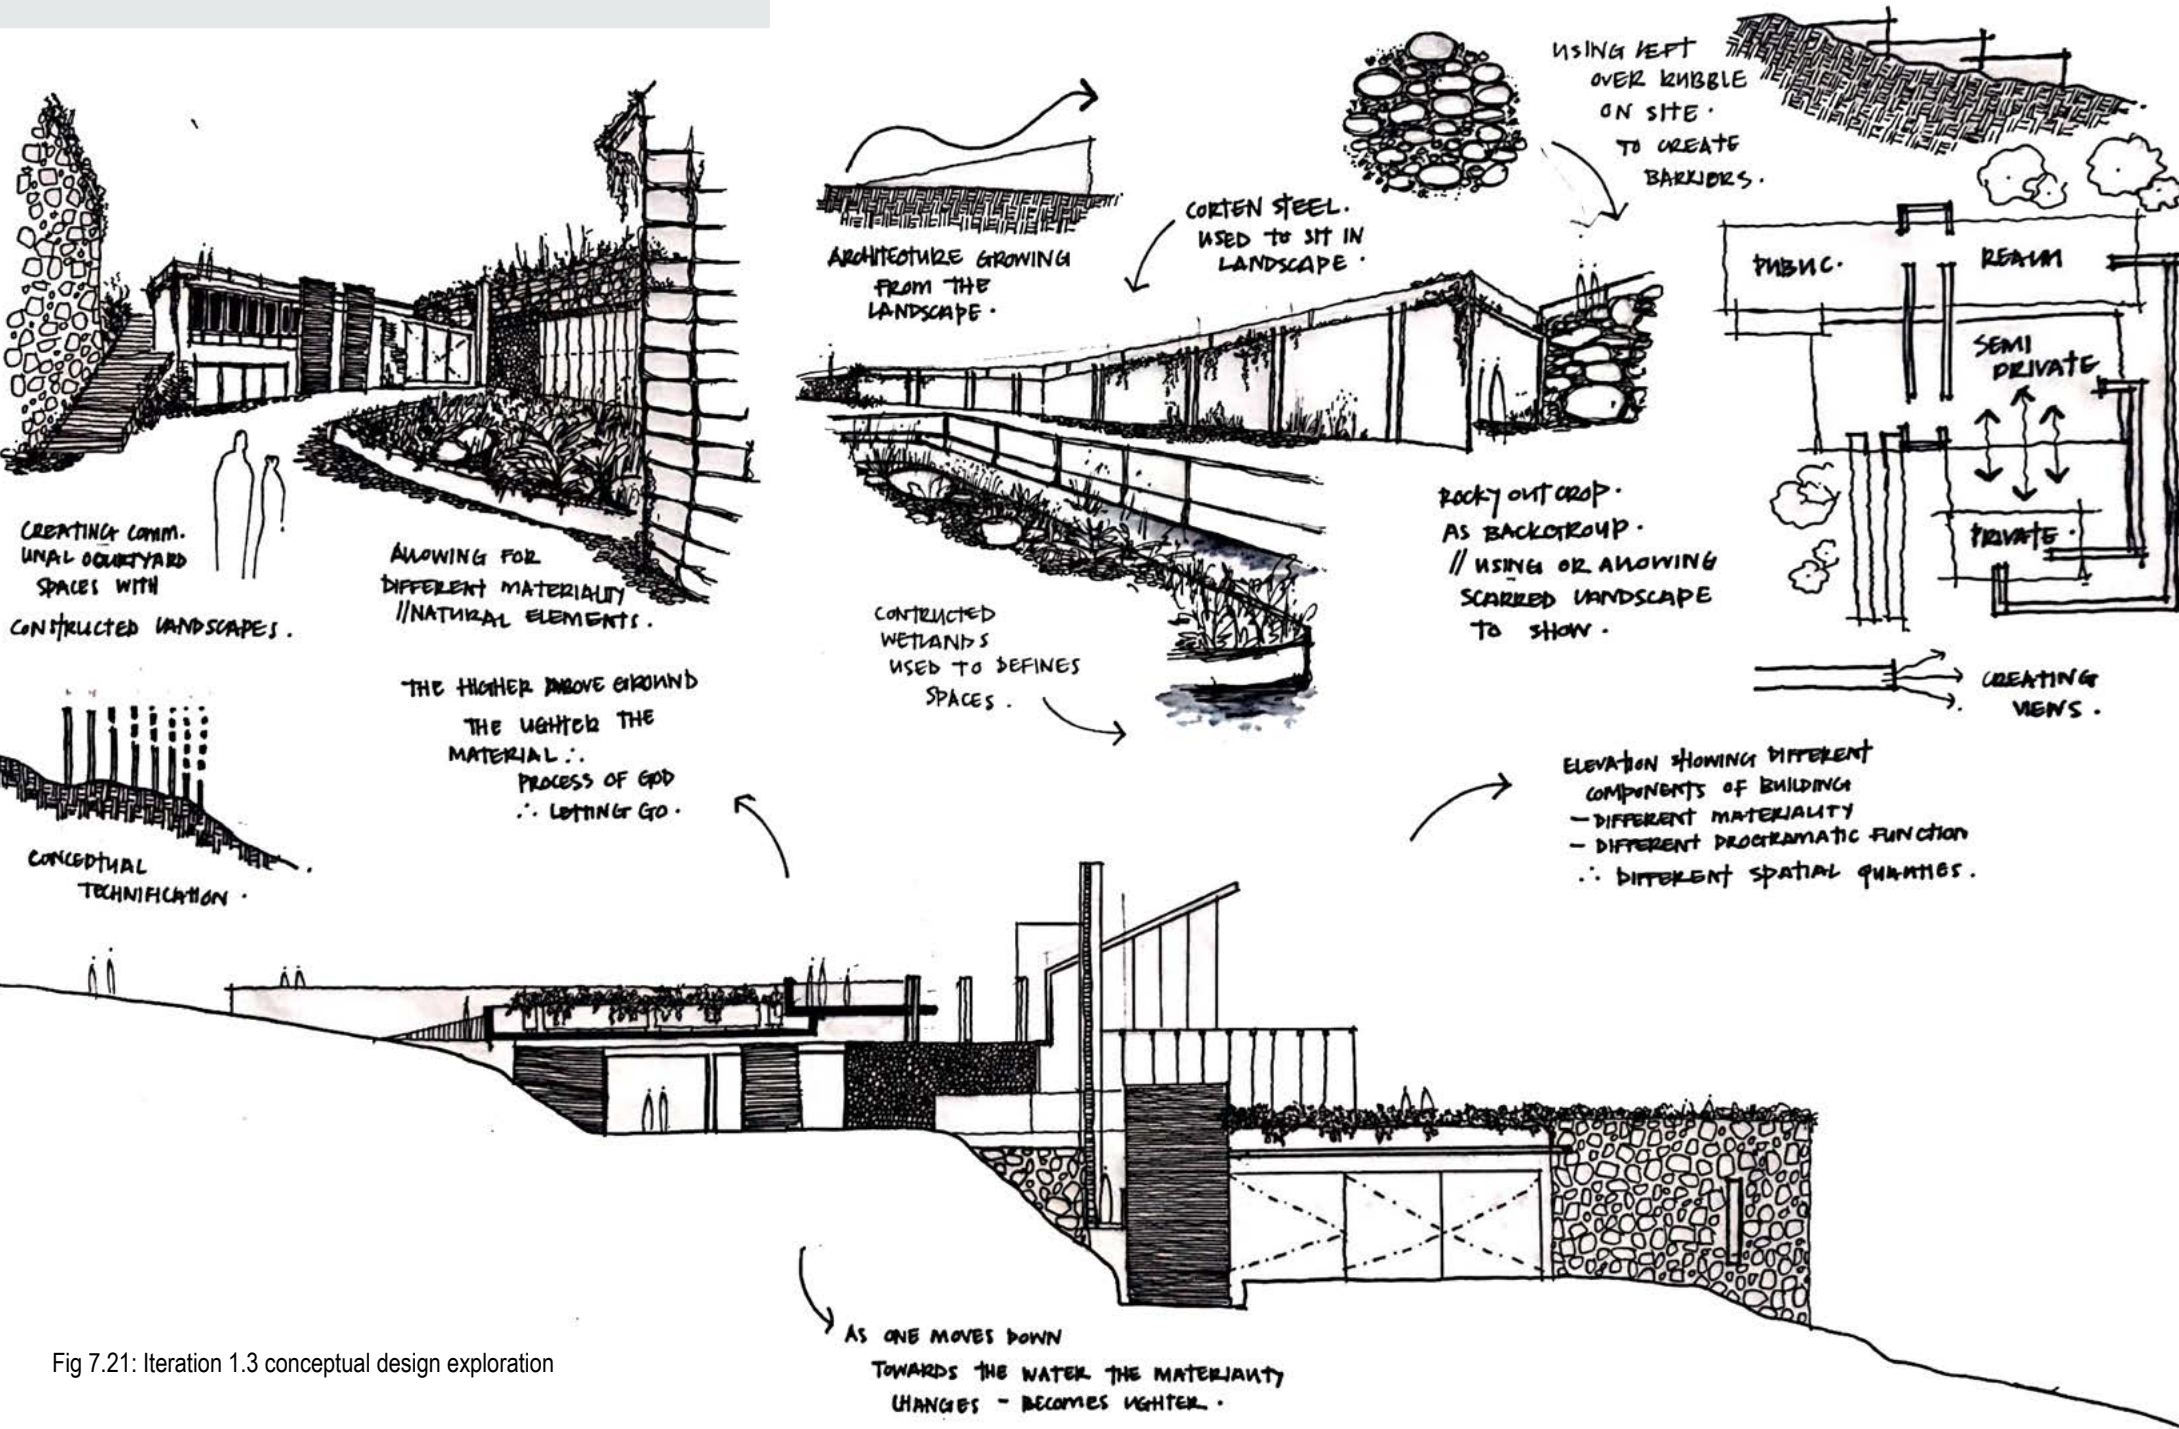 USING LEFT
OVER RUBBLE
ON SITE.
TO CREATE
BARRIORS.
CORTEN STEEL.
USED TO SIT IN
LANDSCAPE.
ARCHITECTURE GROWING
FROM THE
LANDSCAPE.
PUBLIC.
REALM
SEMI
PRIVATE
PRIVATE.
CREATING COMM.
UNAL COURTYARD
SPACES WITH
CONSTRUCTED LANDSCAPES.
ALLOWING FOR
DIFFERENT MATERIALITY
//NATURAL ELEMENTS.
CONTRUCTED
WETLANDS
USED TO DEFINES
SPACES.
ROCKY OUT CROP.
AS BACKGROUP.
// USING OR ALLOWING
SCARRED LANDSCAPE
TO SHOW.
CREATING
VIEWS.
THE HIGHER ABOVE GROUND
THE LIGHTER THE
MATERIAL ∴
PROCESS OF GOD
∴ LETTING GO.
CONCEPTUAL
TECHNIFICATION.
ELEVATION SHOWING DIFFERENT
COMPONENTS OF BUILDING
- DIFFERENT MATERIALITY
- DIFFERENT PROGRAMATIC FUNCTION
∴ DIFFERENT SPATIAL QUANTIES.
AS ONE MOVES DOWN
TOWARDS THE WATER THE MATERIALITY
CHANGES - BECOMES LIGHTER.
Fig 7.21: Iteration 1.3 conceptual design exploration